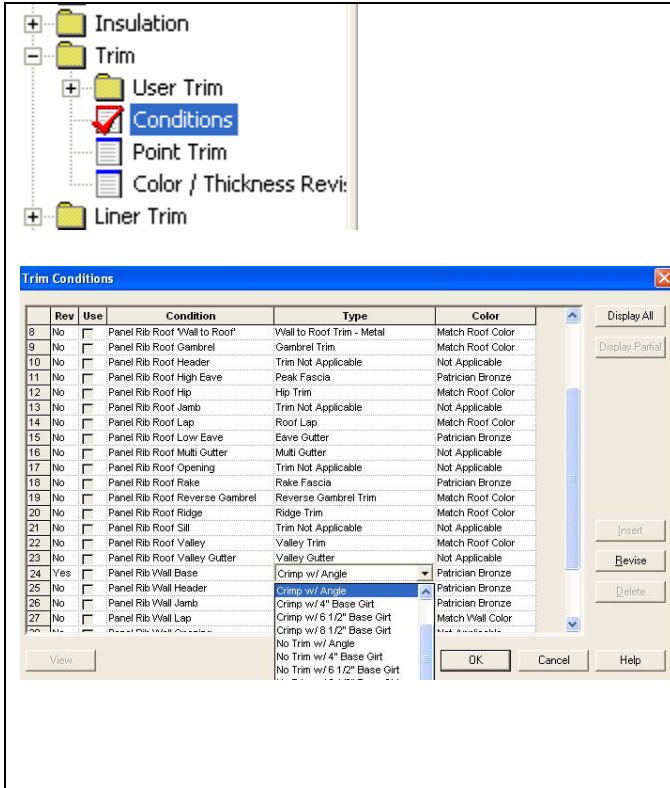 Insulation
Trim
User Trim
Conditions
Point Trim
Color / Thickness Revi
Liner Trim
Trim Conditions
Rev Use Condition Type Color
8 No Panel Rib Roof 'Wall to Roof' Wall to Roof Trim - Metal Match Roof Color
9 No Panel Rib Roof Gambrel Gambrel Trim Match Roof Color
10 No Panel Rib Roof Header Trim Not Applicable Not Applicable
11 No Panel Rib Roof High Eave Peak Fascia Patrician Bronze
12 No Panel Rib Roof Hip Hip Trim Match Roof Color
13 No Panel Rib Roof Jamb Trim Not Applicable Not Applicable
14 No Panel Rib Roof Lap Roof Lap Match Roof Color
15 No Panel Rib Roof Low Eave Eave Gutter Patrician Bronze
16 No Panel Rib Roof Multi Gutter Multi Gutter Not Applicable
17 No Panel Rib Roof Opening Trim Not Applicable Not Applicable
18 No Panel Rib Roof Rake Rake Fascia Patrician Bronze
19 No Panel Rib Roof Reverse Gambrel Reverse Gambrel Trim Match Roof Color
20 No Panel Rib Roof Ridge Ridge Trim Match Roof Color
21 No Panel Rib Roof Sill Trim Not Applicable Not Applicable
22 No Panel Rib Roof Valley Valley Trim Match Roof Color
23 No Panel Rib Roof Valley Gutter Valley Gutter Not Applicable
24 Yes Panel Rib Wall Base Crimp w/ Angle Patrician Bronze
25 No Panel Rib Wall Header Patrician Bronze
26 No Panel Rib Wall Jamb Patrician Bronze
27 No Panel Rib Wall Lap Match Wall Color
Crimp w/ Angle
Crimp w/ 4" Base Girt
Crimp w/ 6 1/2" Base Girt
Crimp w/ 8 1/2" Base Girt
No Trim w/ Angle
No Trim w/ 4" Base Girt
No Trim w/ 6 1/2" Base Girt
Display All
Display Partial
Insert
Revise
Delete
View
OK
Cancel
Help